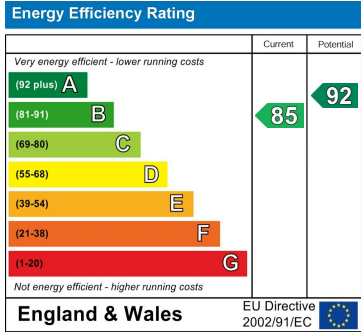 Energy Efficiency Rating
Current Potential
Very energy efficient - lower running costs
(92 plus) A
(81-91) B
(69-80) C
(55-68) D
(39-54) E
(21-38) F
(1-20) G
85
92
Not energy efficient - higher running costs
England & Wales
EU Directive
2002/91/EC